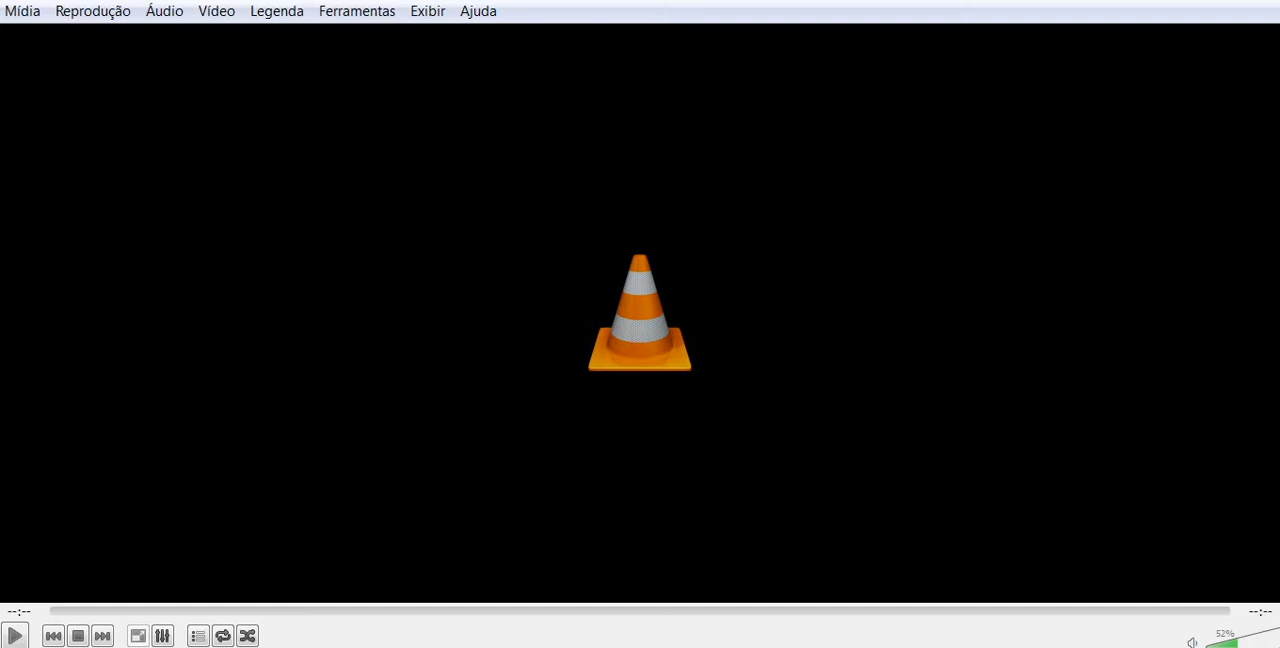 Mídia Reprodução Áudio Vídeo Legenda Ferramentas Exibir Ajuda
--:-- --:--
52%